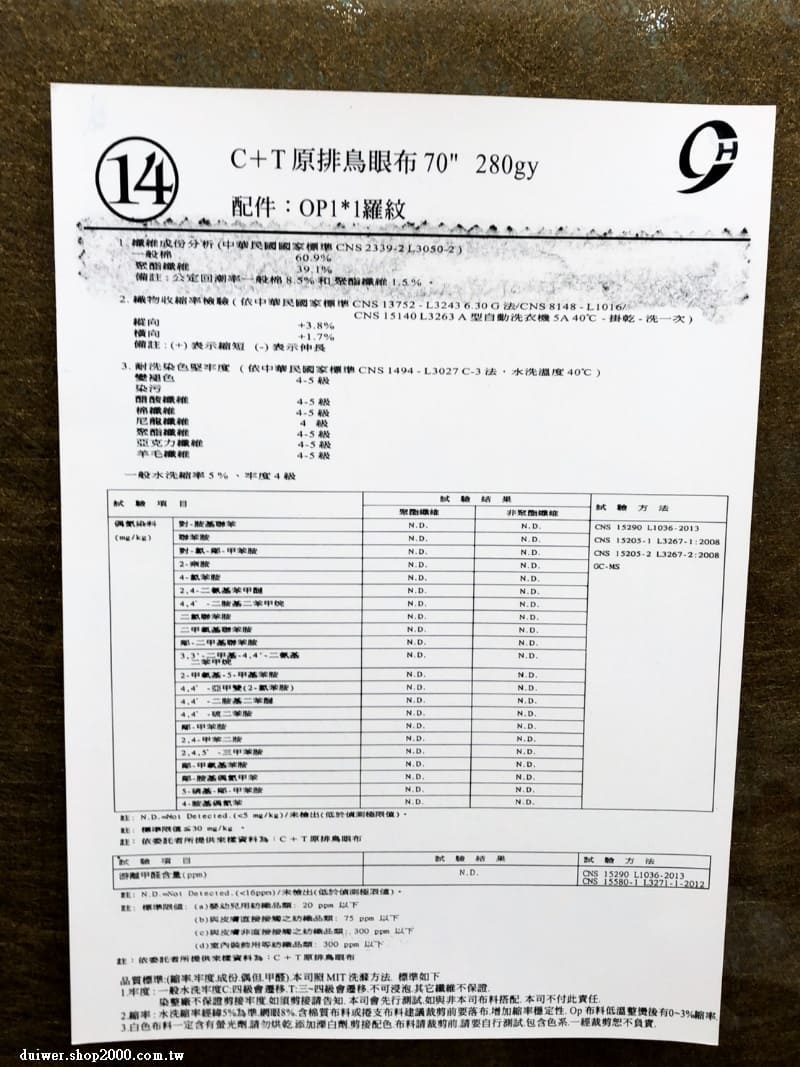 14
C+T原排鳥眼布70" 280gy
9H
配件：OP1*1羅紋
1. 纖維成份分析(中華民國國家標準 CNS 2339-2 L3050-2)
一般棉 60.9%
聚酯纖維 39.1%
備註：公定回潮率一般棉 8.5% 和聚酯纖維 1.5%。
2. 織物收縮率檢驗(依中華民國家標準 CNS 13752 - L3243 6.30 G 法/CNS 8148 - L1016/
CNS 15140 L3263 A 型自動洗衣機 5A 40℃ - 掛乾 - 洗一次)
縱向 +3.8%
橫向 +1.7%
備註：(+) 表示縮短 (-) 表示伸長
3. 耐洗染色堅牢度 (依中華民國家標準 CNS 1494 - L3027 C-3 法，水洗溫度 40℃)
變褪色 4-5 級
染污
醋酸纖維 4-5 級
棉纖維 4-5 級
尼龍纖維 4 級
聚酯纖維 4-5 級
亞克力纖維 4-5 級
羊毛纖維 4-5 級
一般水洗縮率 5%、牢度 4 級
試驗項目 試驗結果 試驗方法
聚酯纖維 非聚酯纖維
偶氮染料 對-胺基聯苯 N.D. N.D. CNS 15290 L1036-2013
(mg/kg) 聯苯胺 N.D. N.D. CNS 15205-1 L3267-1:2008
對-氯-鄰-甲苯胺 N.D. N.D. CNS 15205-2 L3267-2:2008
2-萘胺 N.D. N.D. GC-MS
4-氯苯胺 N.D. N.D.
2,4-二氨基苯甲醚 N.D. N.D.
4,4'-二胺基二苯甲烷 N.D. N.D.
二氯聯苯胺 N.D. N.D.
二甲氧基聯苯胺 N.D. N.D.
鄰-二甲基聯苯胺 N.D. N.D.
3,3'-二甲基-4,4'-二氨基 N.D. N.D.
二苯甲烷
2-甲氧基-5-甲基苯胺 N.D. N.D.
4,4'-亞甲雙(2-氯苯胺) N.D. N.D.
4,4'-二胺基二苯醚 N.D. N.D.
4,4'-硫二苯胺 N.D. N.D.
鄰-甲苯胺 N.D. N.D.
2,4-甲苯二胺 N.D. N.D.
2,4,5'-三甲苯胺 N.D. N.D.
鄰-甲氧基苯胺 N.D. N.D.
鄰-胺基偶氮甲苯 N.D. N.D.
5-硝基-鄰-甲苯胺 N.D. N.D.
4-胺基偶氮苯 N.D. N.D.
註：N.D.=Not Detected.(<5 mg/kg)/未檢出(低於偵測極限值)。
註：標準限值≦30 mg/kg。
註：依委託者所提供來樣資料為：C+T原排鳥眼布
試驗項目 試驗結果 試驗方法
游離甲醛含量(ppm) N.D. CNS 15290 L1036-2013
CNS 15580-1 L3271-1-2012
註：N.D.=Not Detected.(<16ppm)/未檢出(低於偵測極限值)。
註：標準限值：(a)嬰幼兒用紡織品類：20 ppm 以下
(b)與皮膚直接接觸之紡織品類：75 ppm 以下
(c)與皮膚非直接接觸之紡織品類：300 ppm 以下
(d)室內裝飾用等紡織品類：300 ppm 以下
註：依委託者所提供來樣資料為：C+T原排鳥眼布
品質標準:(縮率.牢度.成份.偶但.甲醛).本司照MIT洗滌方法. 標準如下
1.牢度：一般水洗牢度C:四級會遷移.T:三~四級會遷移.不可浸泡.其它纖維不保證.
染整廠不保證剪接牢度.如須剪接請告知. 本司會先行測試.如與非本司布料搭配. 本司不付此責任.
2.縮率：水洗縮率經緯5%為準.網眼8%. 含棉質布料或捲支布料建議裁剪前要落布.增加縮率穩定性. Op布料低溫整燙後有0~3%縮率.
3.白色布料一定含有螢光劑.請勿烘乾.添加漂白劑.剪接配色.布料請裁剪前.請要自行測試.包含色系.一經裁剪恕不負責.
duiwer.shop2000.com.tw